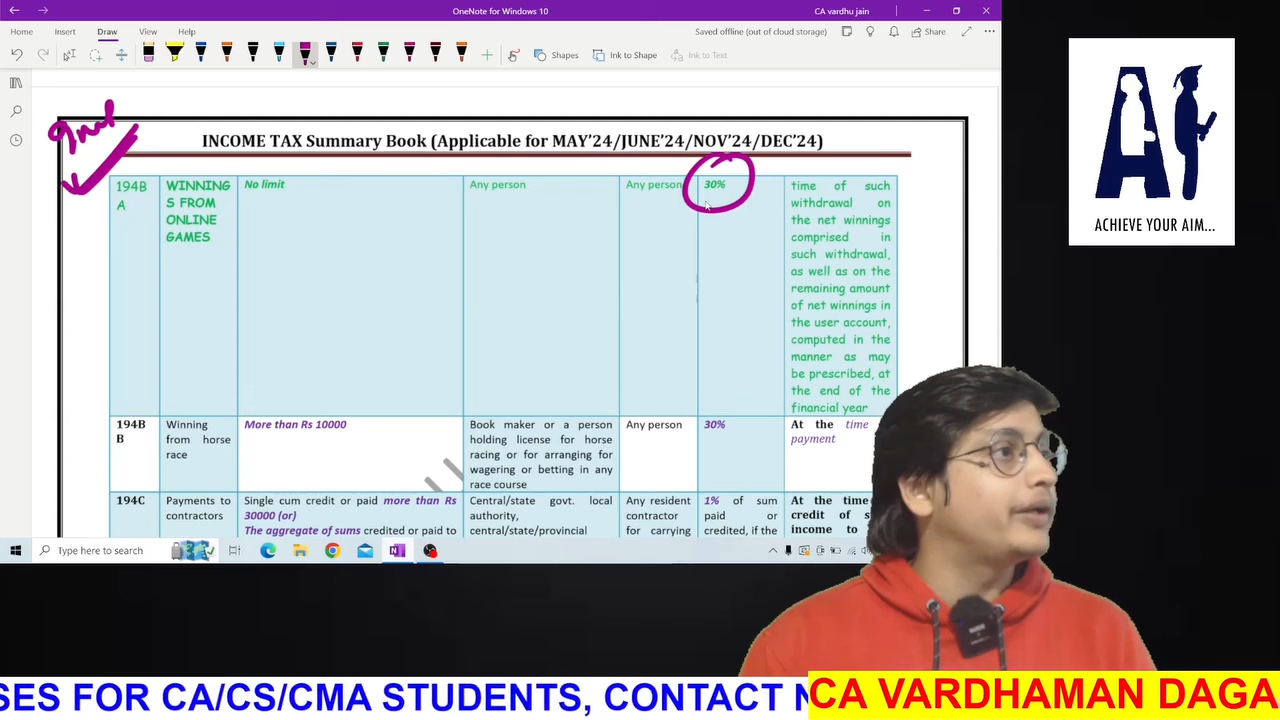 OneNote for Windows 10
CA vardhu jain
Home Insert Draw View Help
Saved offline (out of cloud storage)
Share
Shapes
Ink to Shape
Ink to Text
INCOME TAX Summary Book (Applicable for MAY'24/JUNE'24/NOV'24/DEC'24)
194B
A
WINNING
S FROM
ONLINE
GAMES
No limit
Any person
Any person
30%
time of such
withdrawal on
the net winnings
comprised in
such withdrawal,
as well as on the
remaining amount
of net winnings in
the user account,
computed in the
manner as may
be prescribed, at
the end of the
financial year
194B
B
Winning
from horse
race
More than Rs 10000
Book maker or a person
holding license for horse
racing or for arranging for
wagering or betting in any
race course
Any person
30%
At the time
payment
194C
Payments to
contractors
Single cum credit or paid more than Rs
30000 (or)
The aggregate of sums credited or paid to
Central/state govt. local
authority,
central/state/provincial
Any resident
contractor
for carrying
1% of sum
paid or
credited, if the
At the time
credit of
income to
Type here to search
ACHIEVE YOUR AIM...
SES FOR CA/CS/CMA STUDENTS, CONTACT N
CA VARDHAMAN DAGA